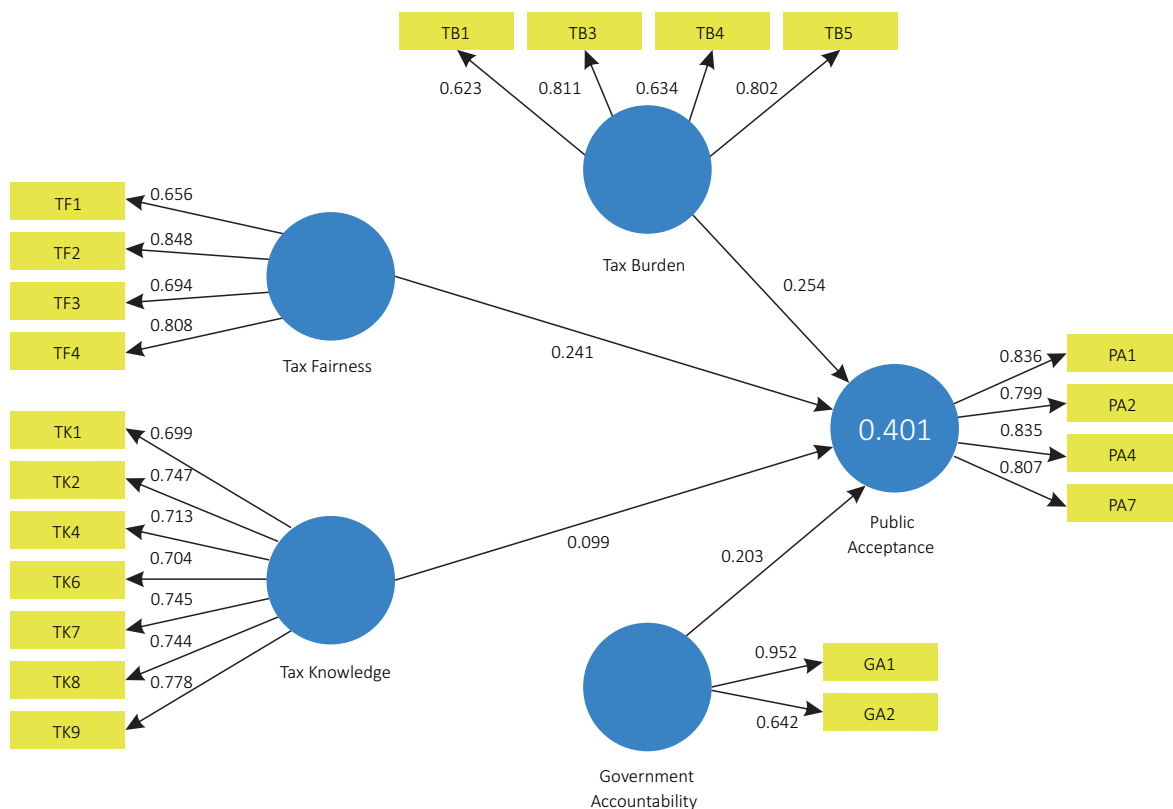 TB1
TB3
TB4
TB5
0.623
0.811
0.634
0.802
Tax Burden
TF1
TF2
TF3
TF4
0.656
0.848
0.694
0.808
Tax Fairness
0.254
0.241
TK1
TK2
TK4
TK6
TK7
TK8
TK9
0.699
0.747
0.713
0.704
0.745
0.744
0.778
Tax Knowledge
0.099
0.401
Public
Acceptance
0.836
0.799
0.835
0.807
PA1
PA2
PA4
PA7
0.203
0.952
0.642
GA1
GA2
Government
Accountability